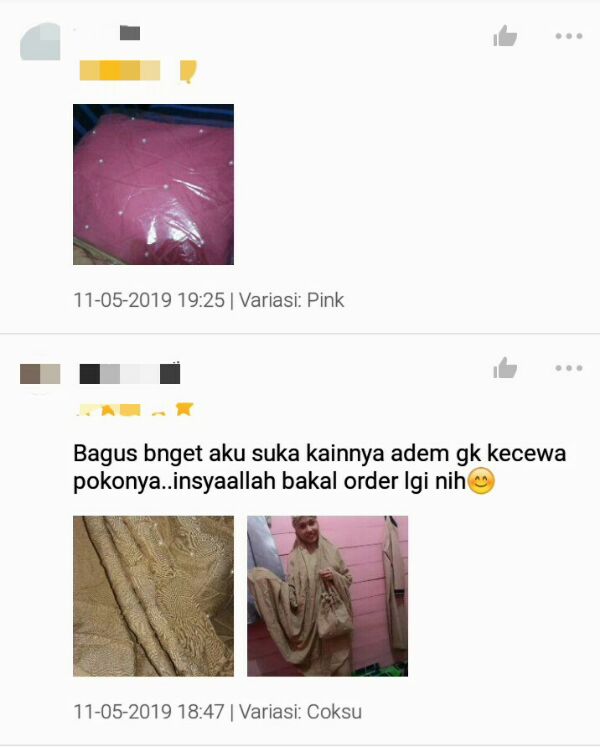 11-05-2019 19:25 | Variasi: Pink
Bagus bnget aku suka kainnya adem gk kecewa
pokonya..insyaallah bakal order lgi nih😊
11-05-2019 18:47 | Variasi: Coksu